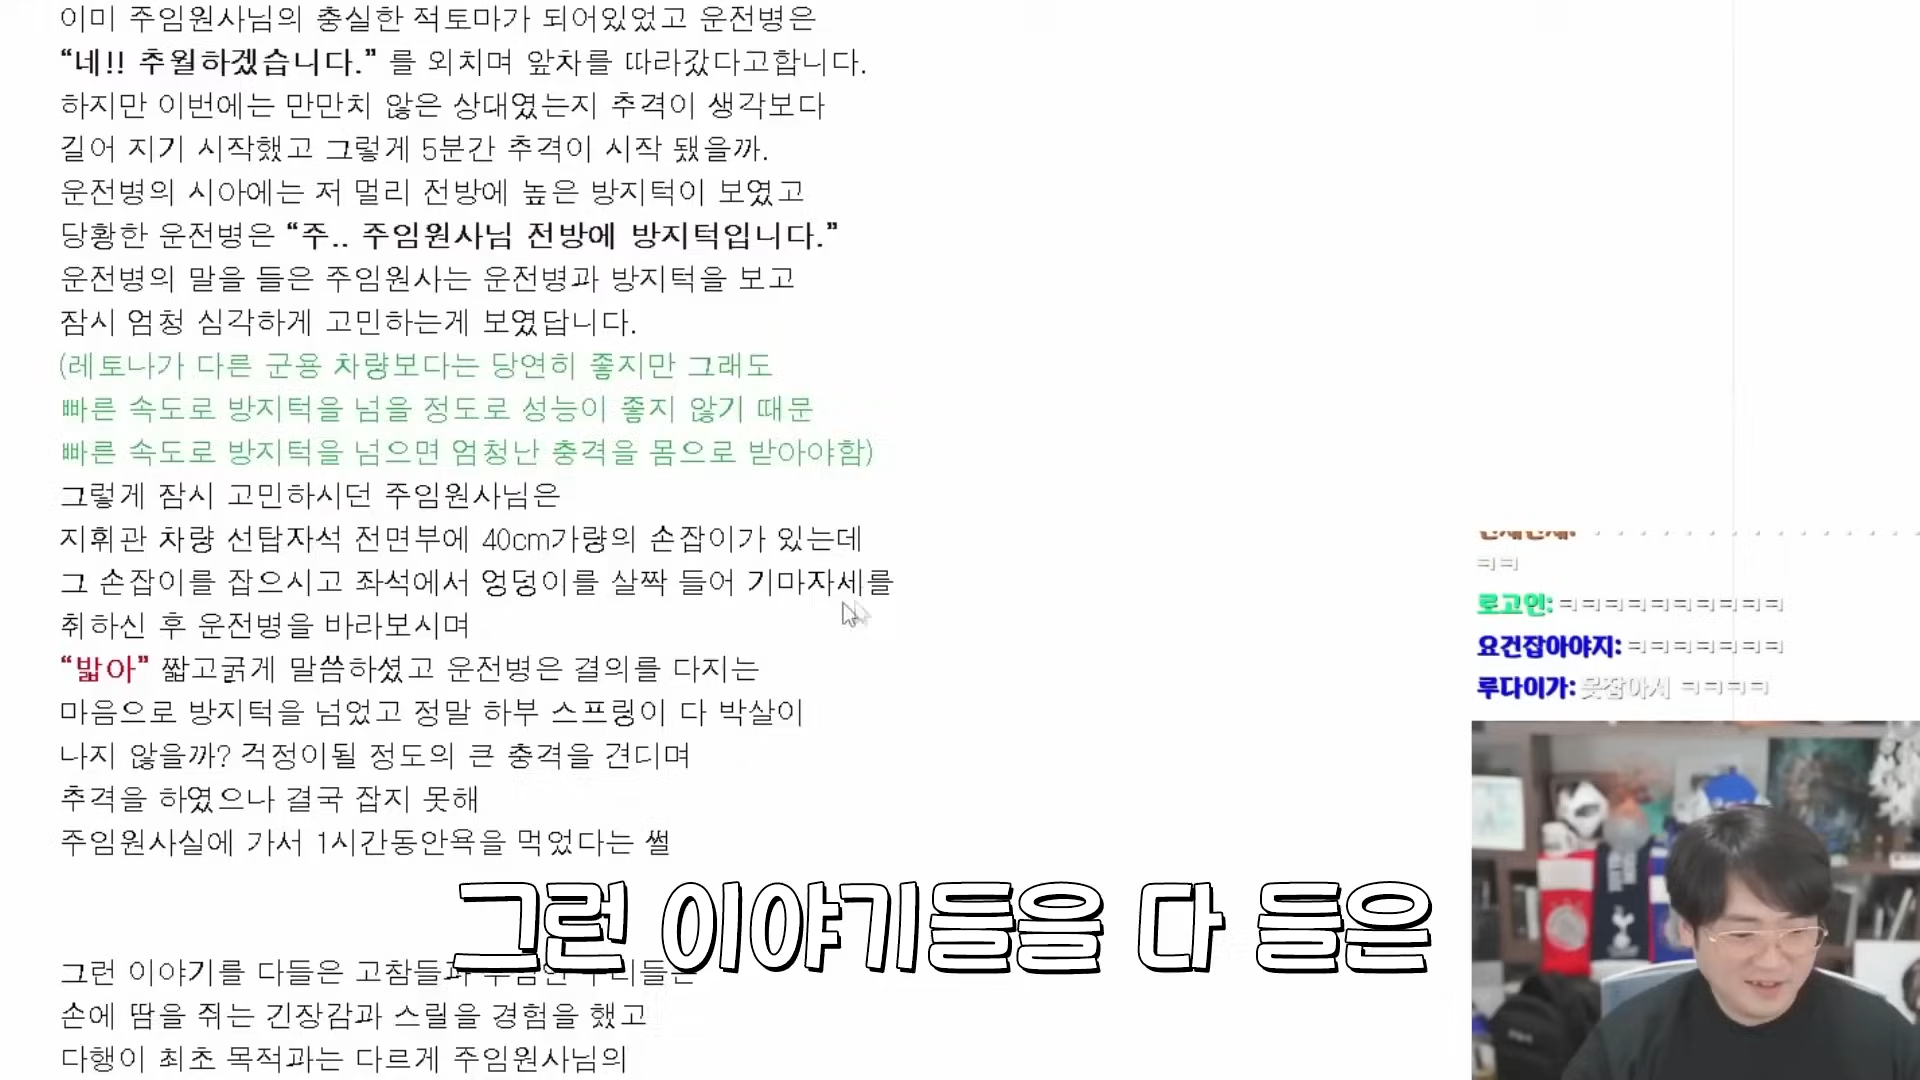 이미 주임원사님의 충실한 적토마가 되어있었고 운전병은
“네!! 추월하겠습니다.” 를 외치며 앞차를 따라갔다고합니다.
하지만 이번에는 만만치 않은 상대였는지 추격이 생각보다
길어 지기 시작했고 그렇게 5분간 추격이 시작 됐을까.
운전병의 시아에는 저 멀리 전방에 높은 방지턱이 보였고
당황한 운전병은 “주.. 주임원사님 전방에 방지턱입니다.”
운전병의 말을 들은 주임원사는 운전병과 방지턱을 보고
잠시 엄청 심각하게 고민하는게 보였답니다.
(레토나가 다른 군용 차량보다는 당연히 좋지만 그래도
빠른 속도로 방지턱을 넘을 정도로 성능이 좋지 않기 때문
빠른 속도로 방지턱을 넘으면 엄청난 충격을 몸으로 받아야함)
그렇게 잠시 고민하시던 주임원사님은
지휘관 차량 선탑자석 전면부에 40cm가량의 손잡이가 있는데
그 손잡이를 잡으시고 좌석에서 엉덩이를 살짝 들어 기마자세를
취하신 후 운전병을 바라보시며
“밟아” 짧고굵게 말씀하셨고 운전병은 결의를 다지는
마음으로 방지턱을 넘었고 정말 하부 스프링이 다 박살이
나지 않을까? 걱정이될 정도의 큰 충격을 견디며
추격을 하였으나 결국 잡지 못해
주임원사실에 가서 1시간동안욕을 먹었다는 썰
그런 이야기를 다들은 고참들과
손에 땀을 쥐는 긴장감과 스릴을 경험을 했고
다행이 최초 목적과는 다르게 주임원사님의
그런 이야기들을 다 들은
ㅋㅋ
로고인: ㅋㅋㅋㅋㅋㅋㅋㅋㅋㅋ
요건잡아야지: ㅋㅋㅋㅋㅋㅋㅋ
루다이가: 못잡아서 ㅋㅋㅋㅋ